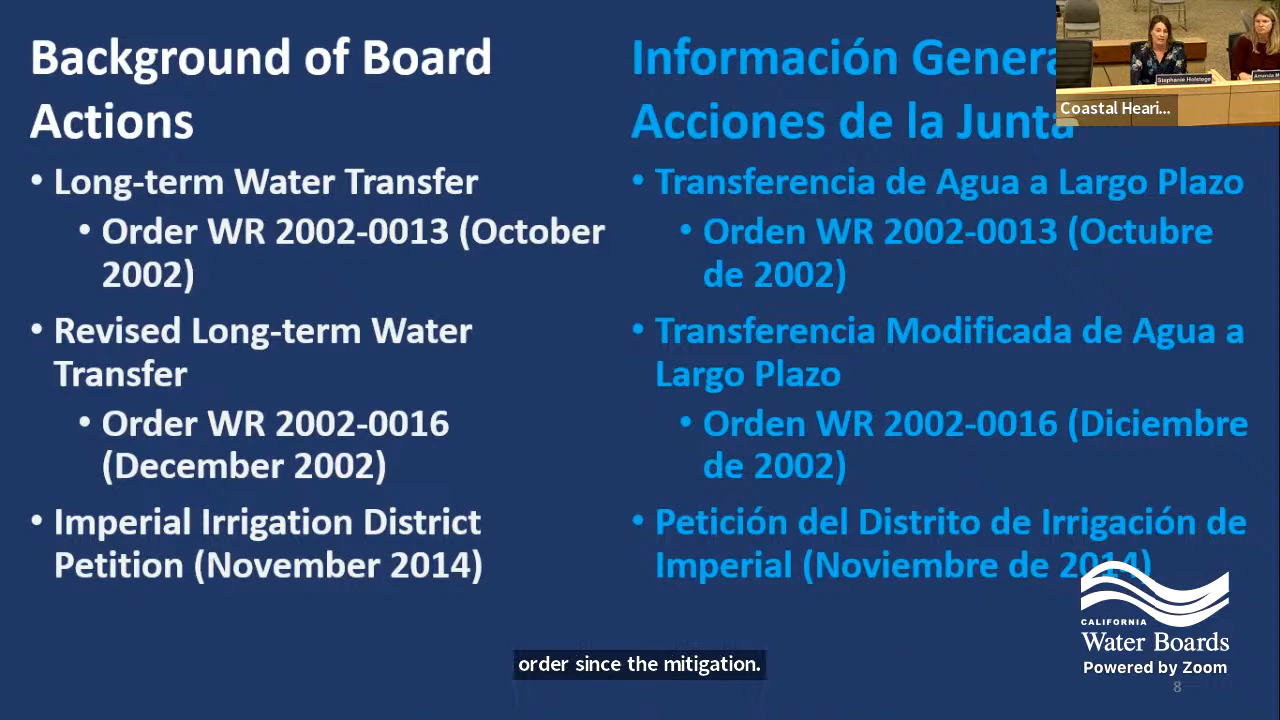 Background of Board
Actions
• Long-term Water Transfer
• Order WR 2002-0013 (October
2002)
• Revised Long-term Water
Transfer
• Order WR 2002-0016
(December 2002)
• Imperial Irrigation District
Petition (November 2014)
Información Genera
Acciones de la Junta
• Transferencia de Agua a Largo Plazo
• Orden WR 2002-0013 (Octubre
de 2002)
• Transferencia Modificada de Agua a
Largo Plazo
• Orden WR 2002-0016 (Diciembre
de 2002)
• Petición del Distrito de Irrigación de
Imperial (Noviembre de 2014)
Stephanie Holstege
Amanda M
Coastal Heari...
CALIFORNIA
Water Boards
Powered by Zoom
8
order since the mitigation.